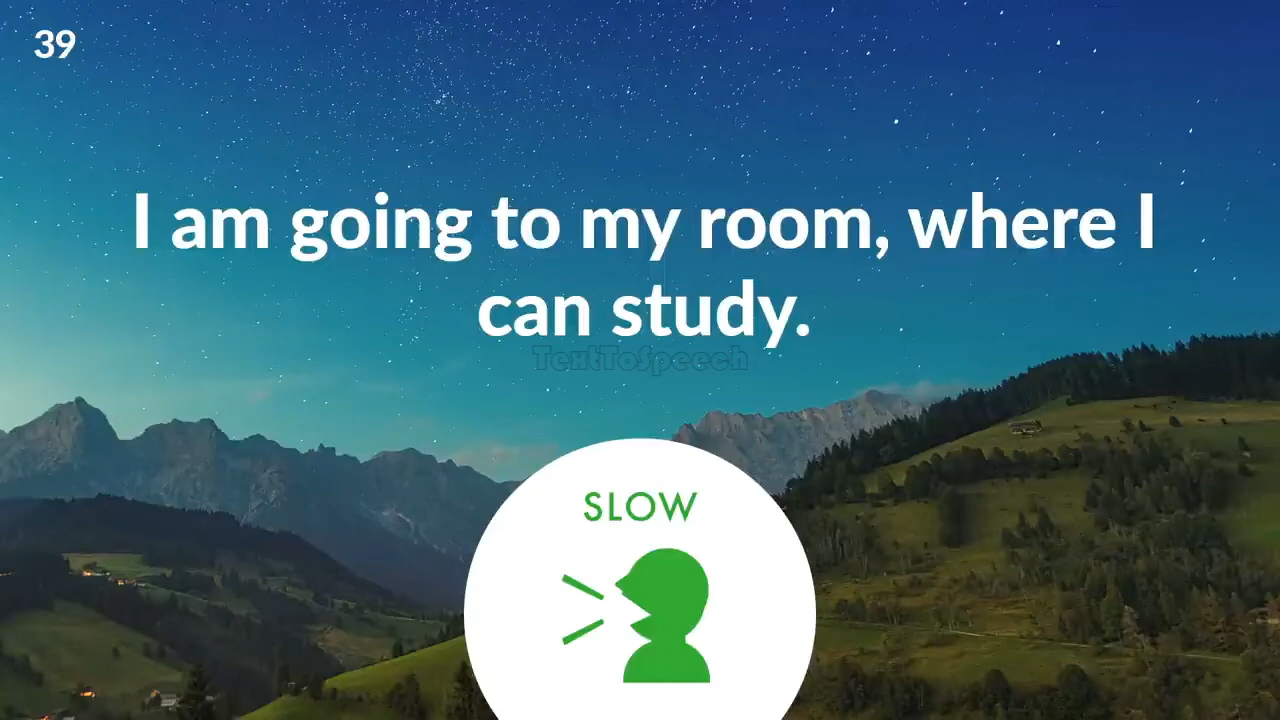 39
I am going to my room, where I
can study.
TextToSpeech
SLOW